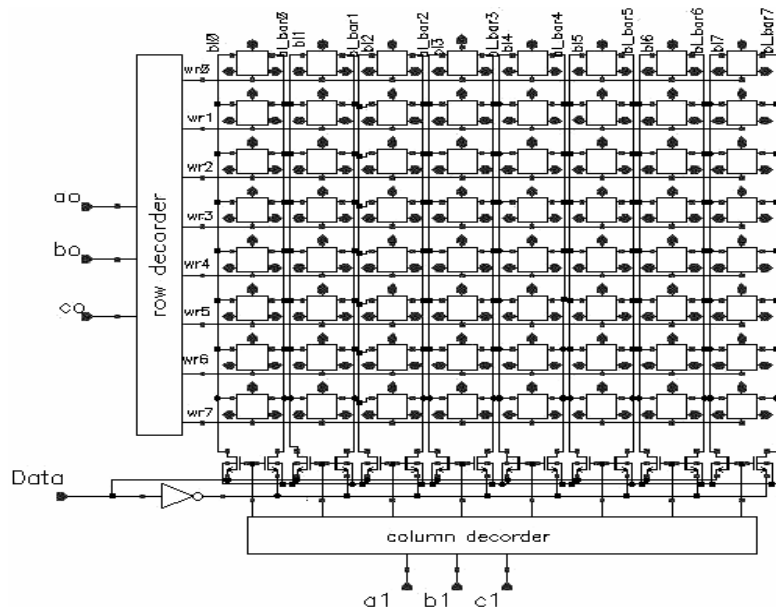 bl0 bl_bar0 bl1 bl_bar1 bl2 bl_bar2 bl3 bl_bar3 bl4 bl_bar4 bl5 bl_bar5 bl6 bl_bar6 bl7 bl_bar7
wr0
wr1
wr2
wr3
wr4
wr5
wr6
wr7
row decorder
ao
bo
co
Data
column decorder
a1 b1 c1